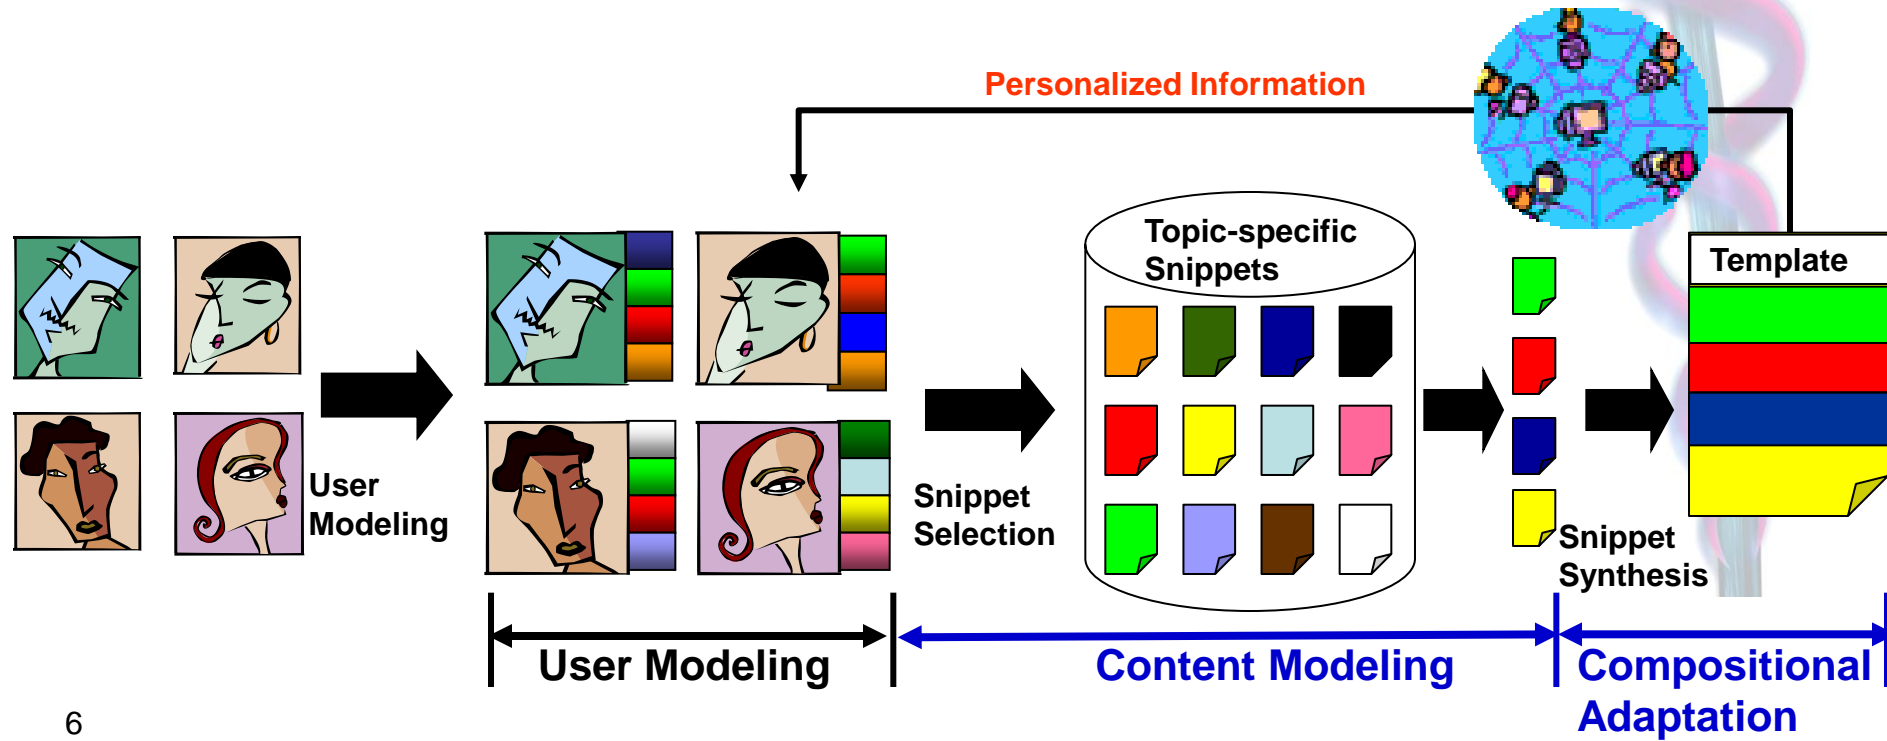 Personalized Information
Topic-specific
Snippets
Template
User
Modeling
Snippet
Selection
Snippet
Synthesis
User Modeling
Content Modeling
Compositional
Adaptation
6